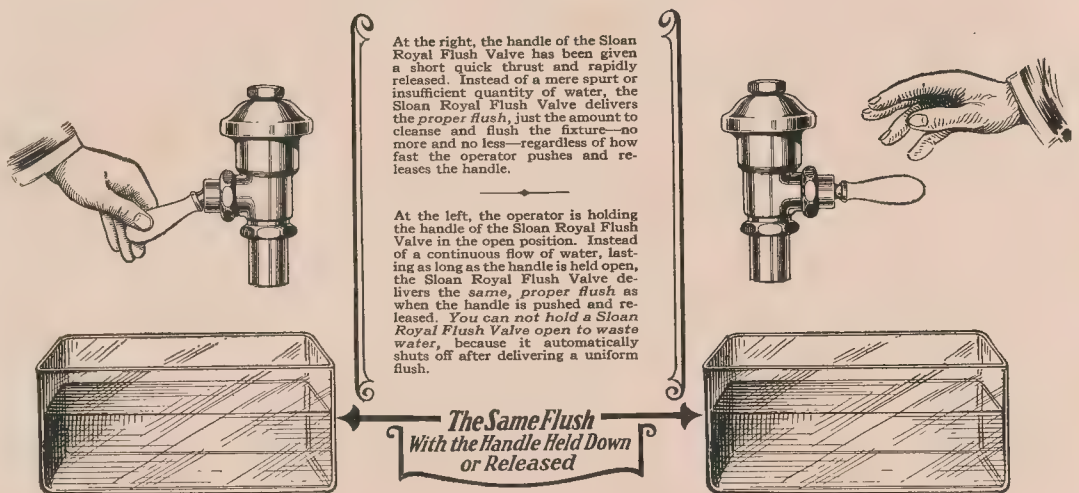 At the right, the handle of the Sloan
Royal Flush Valve has been given
a short quick thrust and rapidly
released. Instead of a mere spurt or
insufficient quantity of water, the
Sloan Royal Flush Valve delivers
the proper flush, just the amount to
cleanse and flush the fixture—no
more and no less—regardless of how
fast the operator pushes and re-
leases the handle.
At the left, the operator is holding
the handle of the Sloan Royal Flush
Valve in the open position. Instead
of a continuous flow of water, last-
ing as long as the handle is held open,
the Sloan Royal Flush Valve de-
livers the same, proper flush as
when the handle is pushed and re-
leased. You can not hold a Sloan
Royal Flush Valve open to waste
water, because it automatically
shuts off after delivering a uniform
flush.
The Same Flush
With the Handle Held Down
or Released